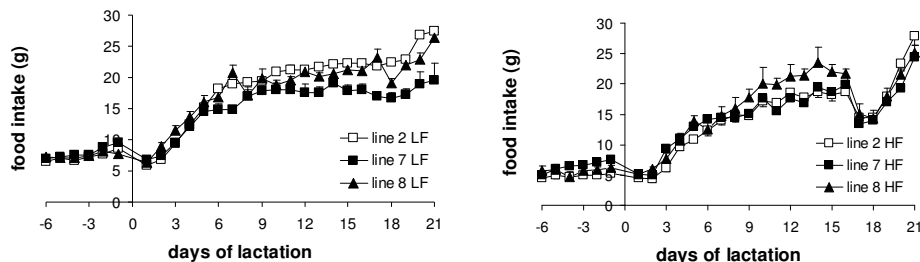 30
25
20
15
10
5
0
food intake (g)
line 2 LF
line 7 LF
line 8 LF
-6 -3 0 3 6 9 12 15 18 21
days of lactation
30
25
20
15
10
5
0
food intake (g)
line 2 HF
line 7 HF
line 8 HF
-6 -3 0 3 6 9 12 15 18 21
days of lactation